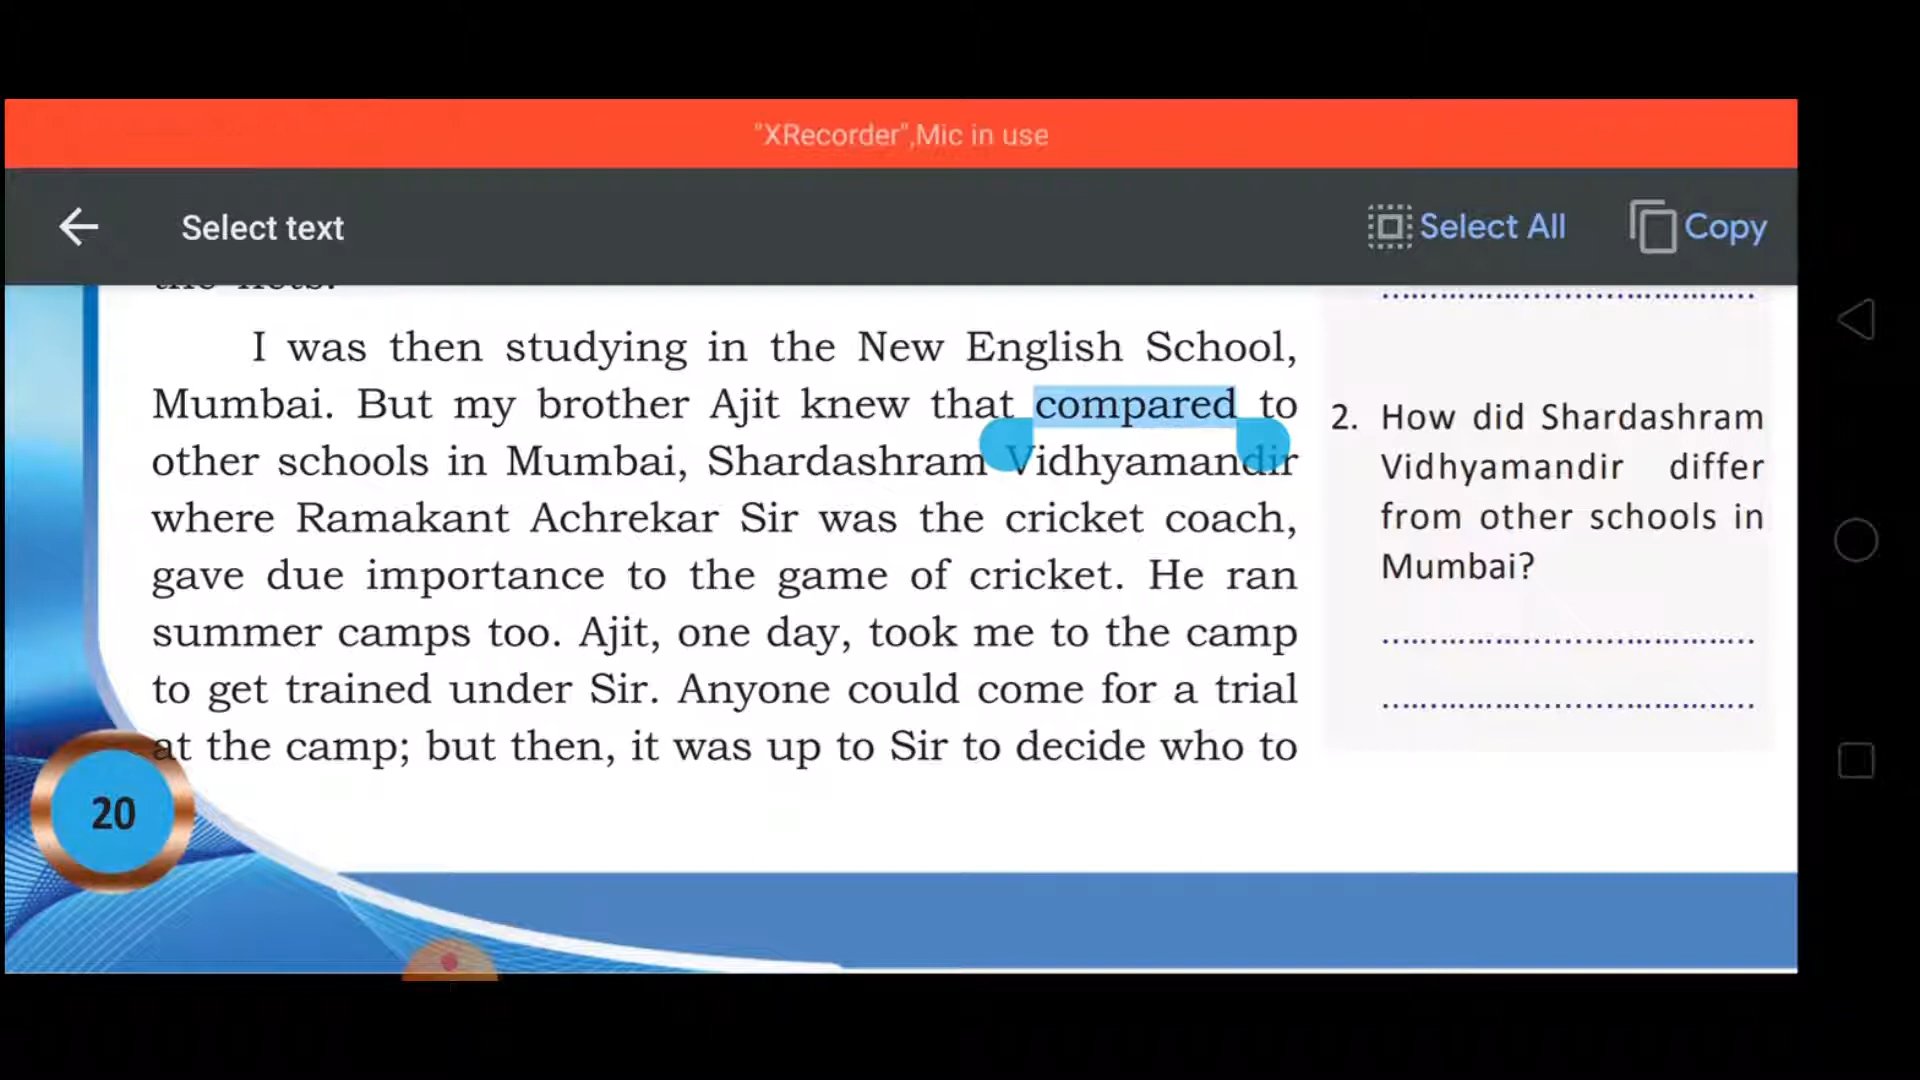 "XRecorder",Mic in use
Select text
Select All
Copy
the nets.
I was then studying in the New English School,
Mumbai. But my brother Ajit knew that compared to
other schools in Mumbai, Shardashram Vidhyamandir
where Ramakant Achrekar Sir was the cricket coach,
gave due importance to the game of cricket. He ran
summer camps too. Ajit, one day, took me to the camp
to get trained under Sir. Anyone could come for a trial
at the camp; but then, it was up to Sir to decide who to
2. How did Shardashram
Vidhyamandir differ
from other schools in
Mumbai?
20